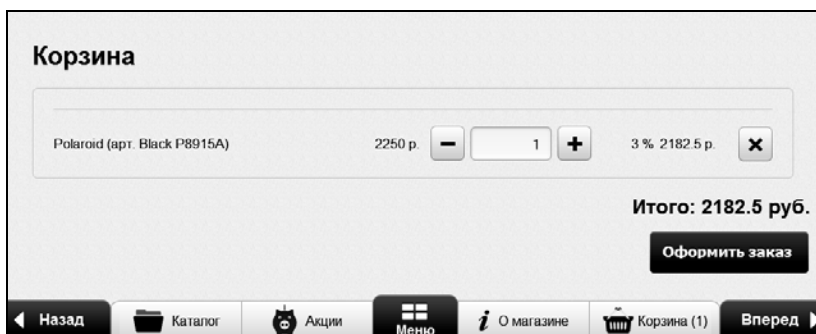 Корзина
Polaroid (арт. Black P8915A) 2250 р. 1 3 % 2182.5 р.
Итого: 2182.5 руб.
Оформить заказ
Назад Каталог Акции Меню О магазине Корзина (1) Вперед